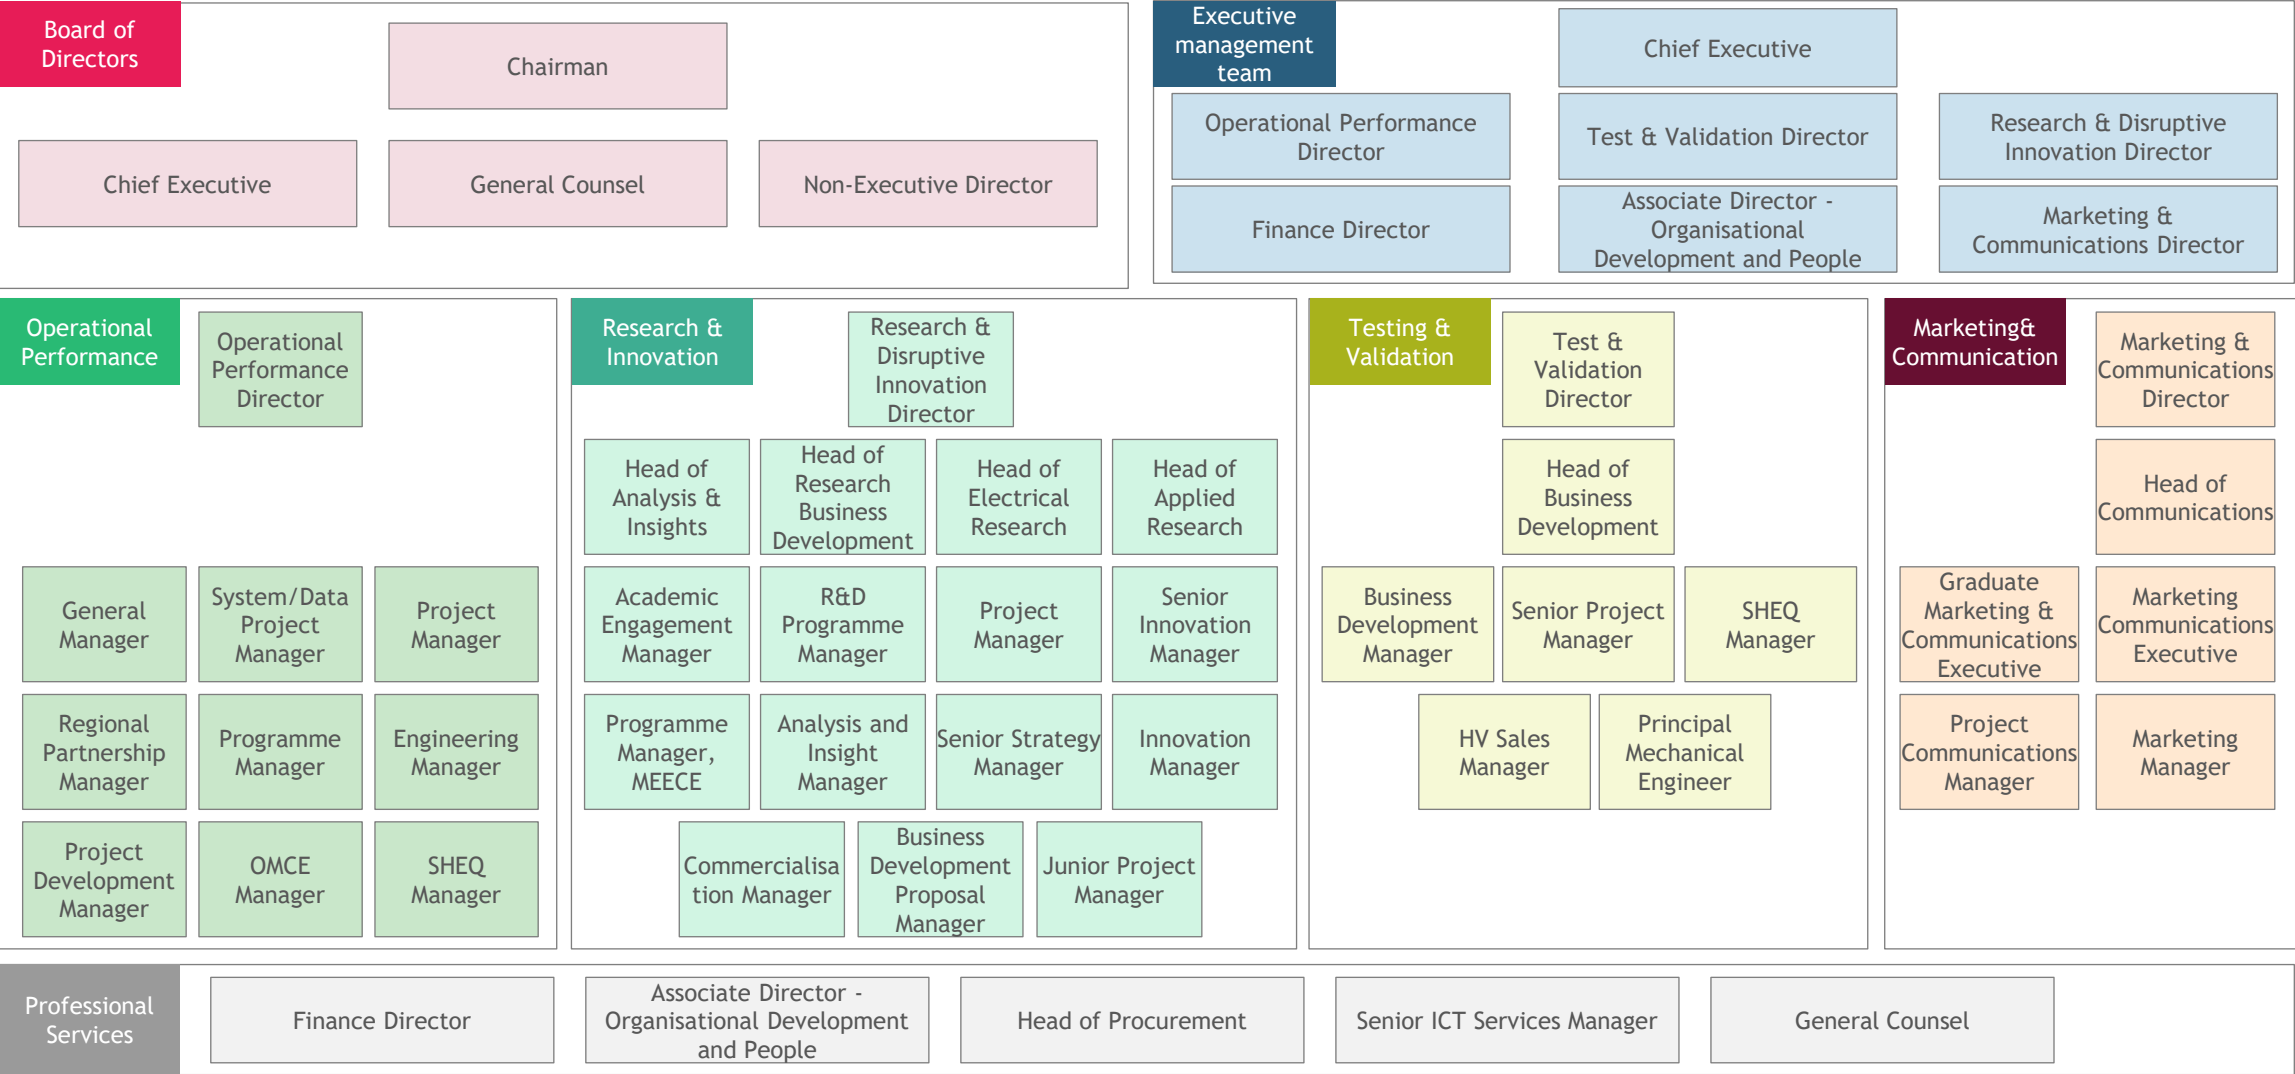 Board of
Directors
Chairman
Chief Executive
General Counsel
Non-Executive Director
Executive
management
team
Chief Executive
Operational Performance
Director
Test & Validation Director
Research & Disruptive
Innovation Director
Finance Director
Associate Director -
Organisational
Development and People
Marketing &
Communications Director
Operational
Performance
Operational
Performance
Director
General
Manager
System/Data
Project
Manager
Project
Manager
Regional
Partnership
Manager
Programme
Manager
Engineering
Manager
Project
Development
Manager
OMCE
Manager
SHEQ
Manager
Research &
Innovation
Research &
Disruptive
Innovation
Director
Head of
Analysis &
Insights
Head of
Research
Business
Development
Head of
Electrical
Research
Head of
Applied
Research
Academic
Engagement
Manager
R&D
Programme
Manager
Project
Manager
Senior
Innovation
Manager
Programme
Manager,
MEECE
Analysis and
Insight
Manager
Senior Strategy
Manager
Innovation
Manager
Commercialisa
tion Manager
Business
Development
Proposal
Manager
Junior Project
Manager
Testing &
Validation
Test &
Validation
Director
Head of
Business
Development
Business
Development
Manager
Senior Project
Manager
SHEQ
Manager
HV Sales
Manager
Principal
Mechanical
Engineer
Marketing&
Communication
Marketing &
Communications
Director
Head of
Communications
Graduate
Marketing &
Communications
Executive
Marketing
Communications
Executive
Project
Communications
Manager
Marketing
Manager
Professional
Services
Finance Director
Associate Director -
Organisational Development
and People
Head of Procurement
Senior ICT Services Manager
General Counsel